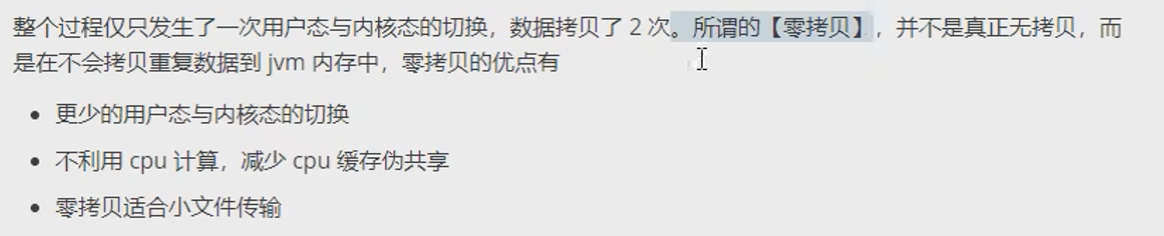 整个过程仅只发生了一次用户态与内核态的切换，数据拷贝了 2 次。所谓的【零拷贝】，并不是真正无拷贝，而
是在不会拷贝重复数据到 jvm 内存中，零拷贝的优点有
• 更少的用户态与内核态的切换
• 不利用 cpu 计算，减少 cpu 缓存伪共享
• 零拷贝适合小文件传输